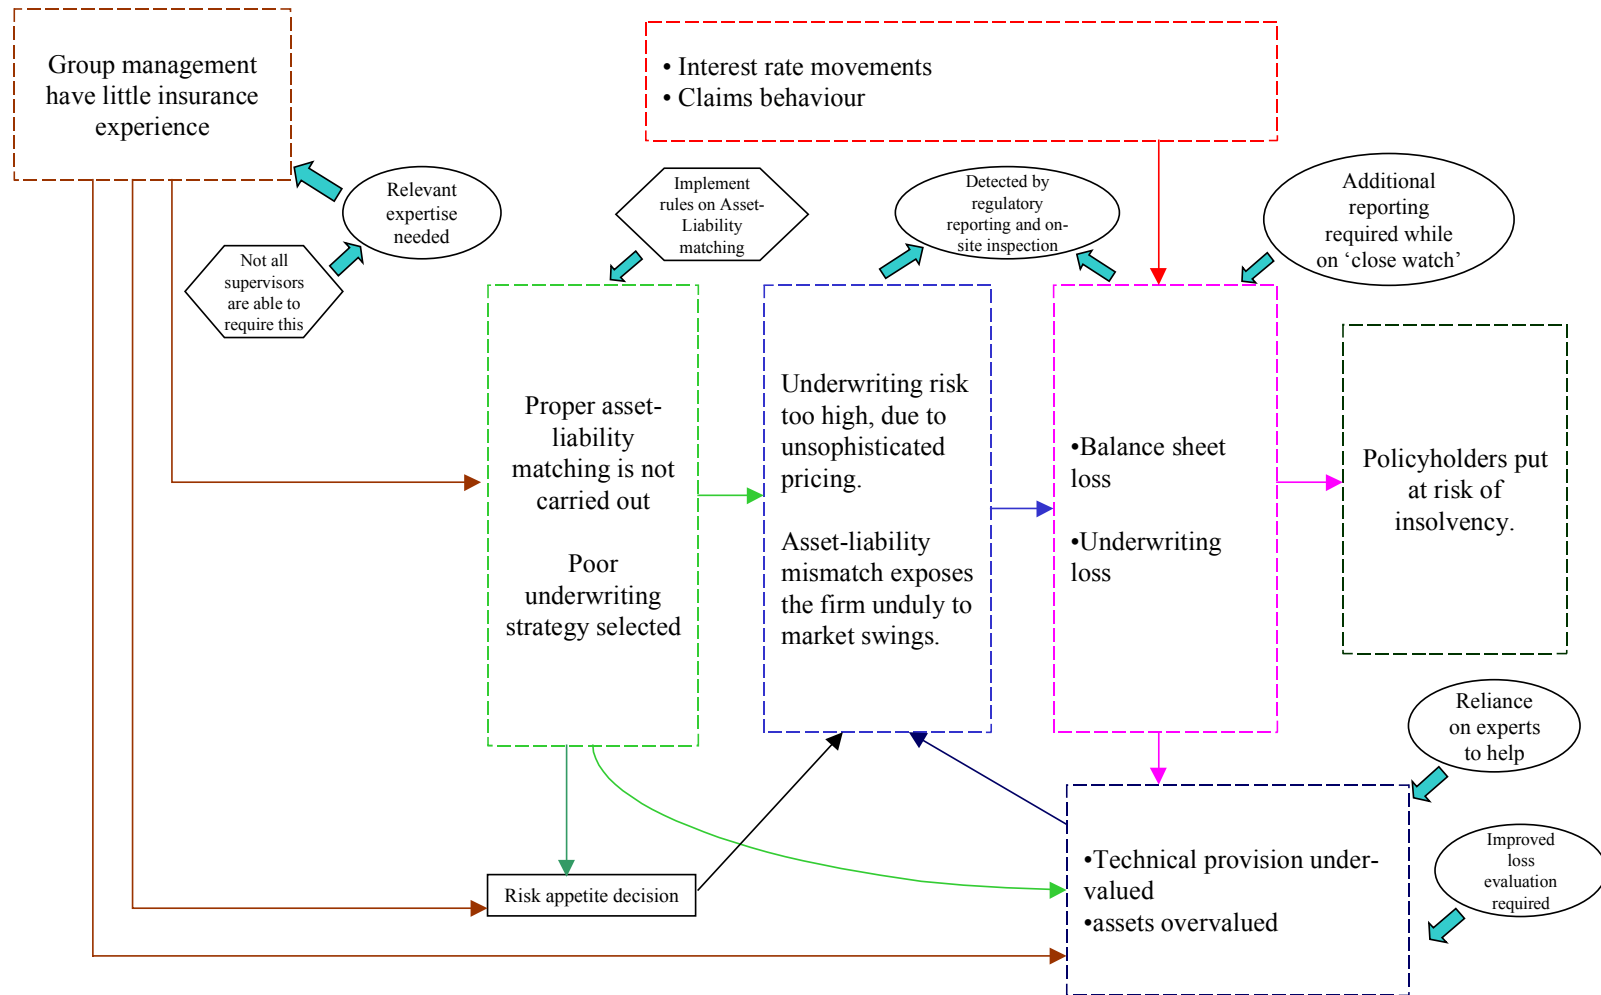 Group management
have little insurance
experience
• Interest rate movements
• Claims behaviour
Relevant
expertise
needed
Not all
supervisors
are able to
require this
Implement
rules on Asset-
Liability
matching
Detected by
regulatory
reporting and on-
site inspection
Additional
reporting
required while
on ‘close watch’
Proper asset-
liability
matching is not
carried out
Poor
underwriting
strategy selected
Underwriting risk
too high, due to
unsophisticated
pricing.
Asset-liability
mismatch exposes
the firm unduly to
market swings.
•Balance sheet
loss
•Underwriting
loss
Policyholders put
at risk of
insolvency.
Reliance
on experts
to help
Improved
loss
evaluation
required
Risk appetite decision
•Technical provision under-
valued
•assets overvalued